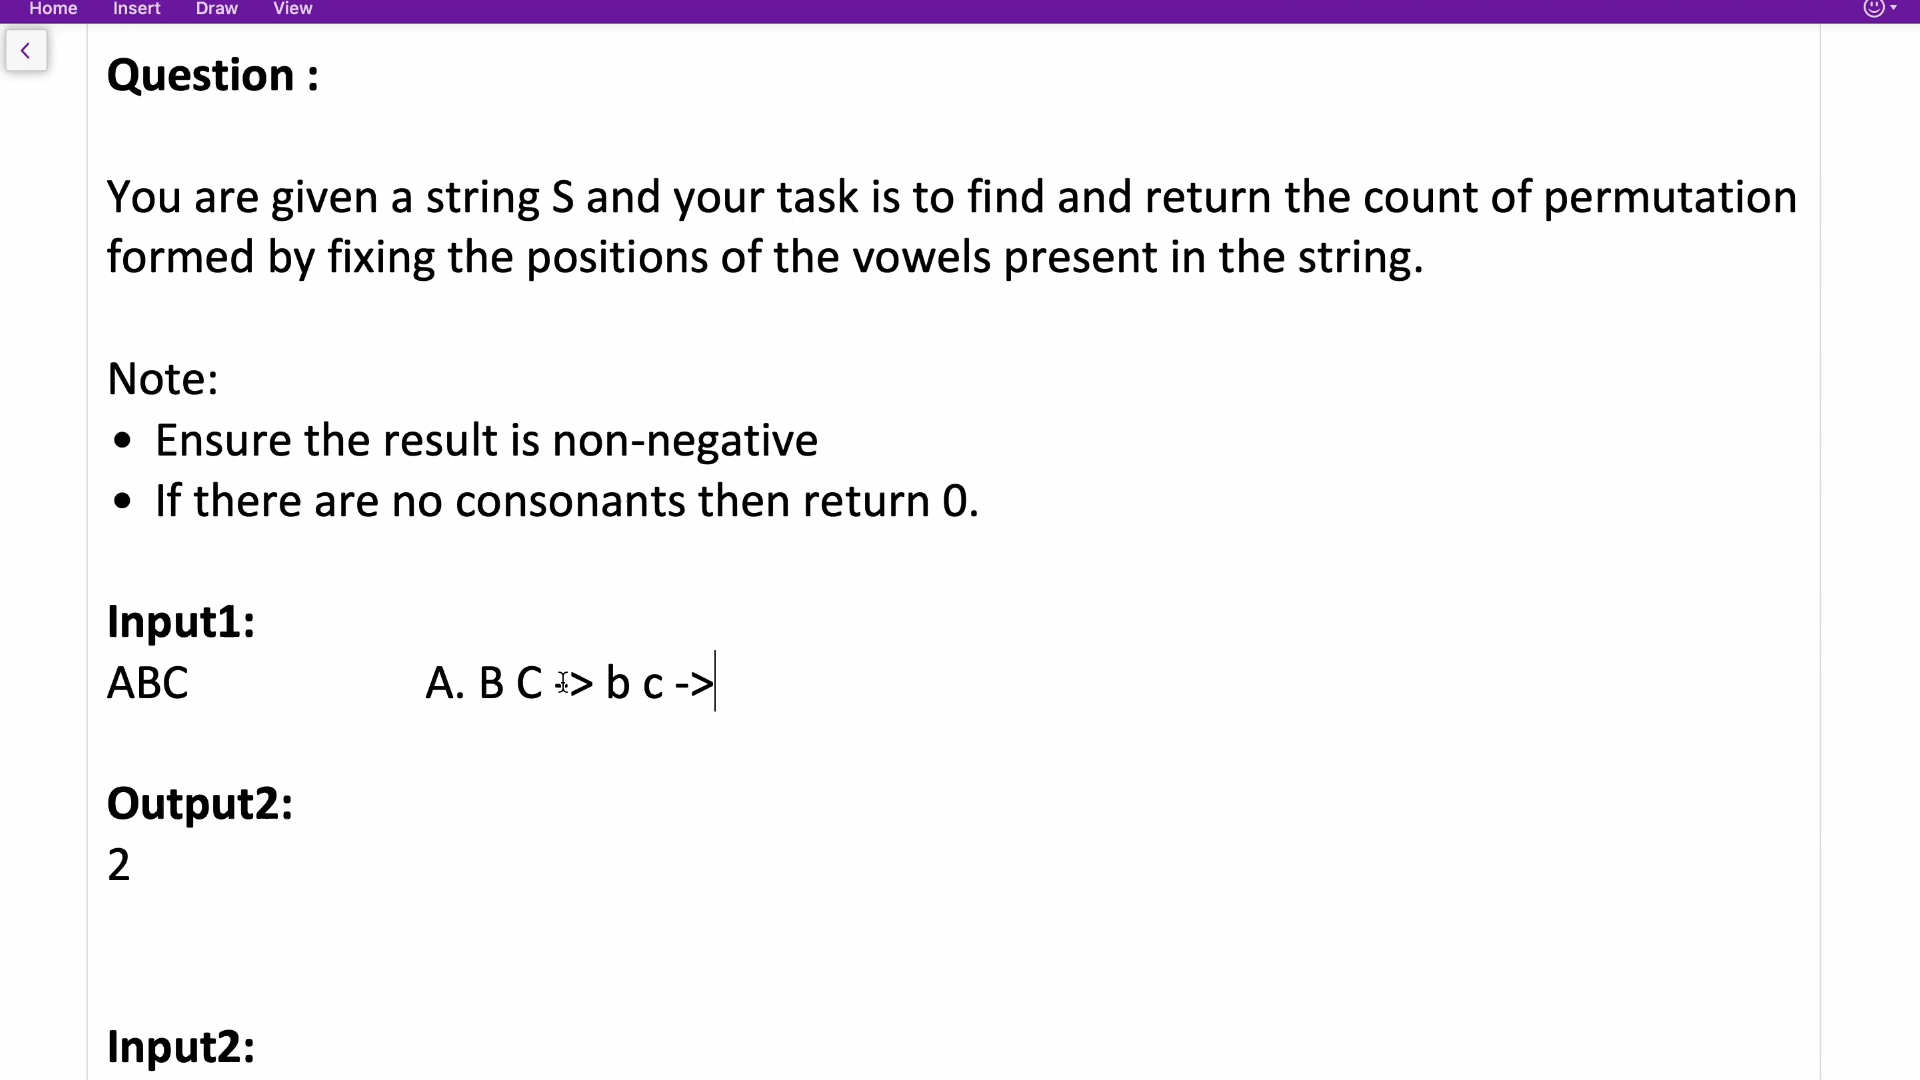 Home Insert Draw View
Question :
You are given a string S and your task is to find and return the count of permutation
formed by fixing the positions of the vowels present in the string.
Note:
• Ensure the result is non-negative
• If there are no consonants then return 0.
Input1:
ABC A. B C -> b c ->
Output2:
2
Input2: